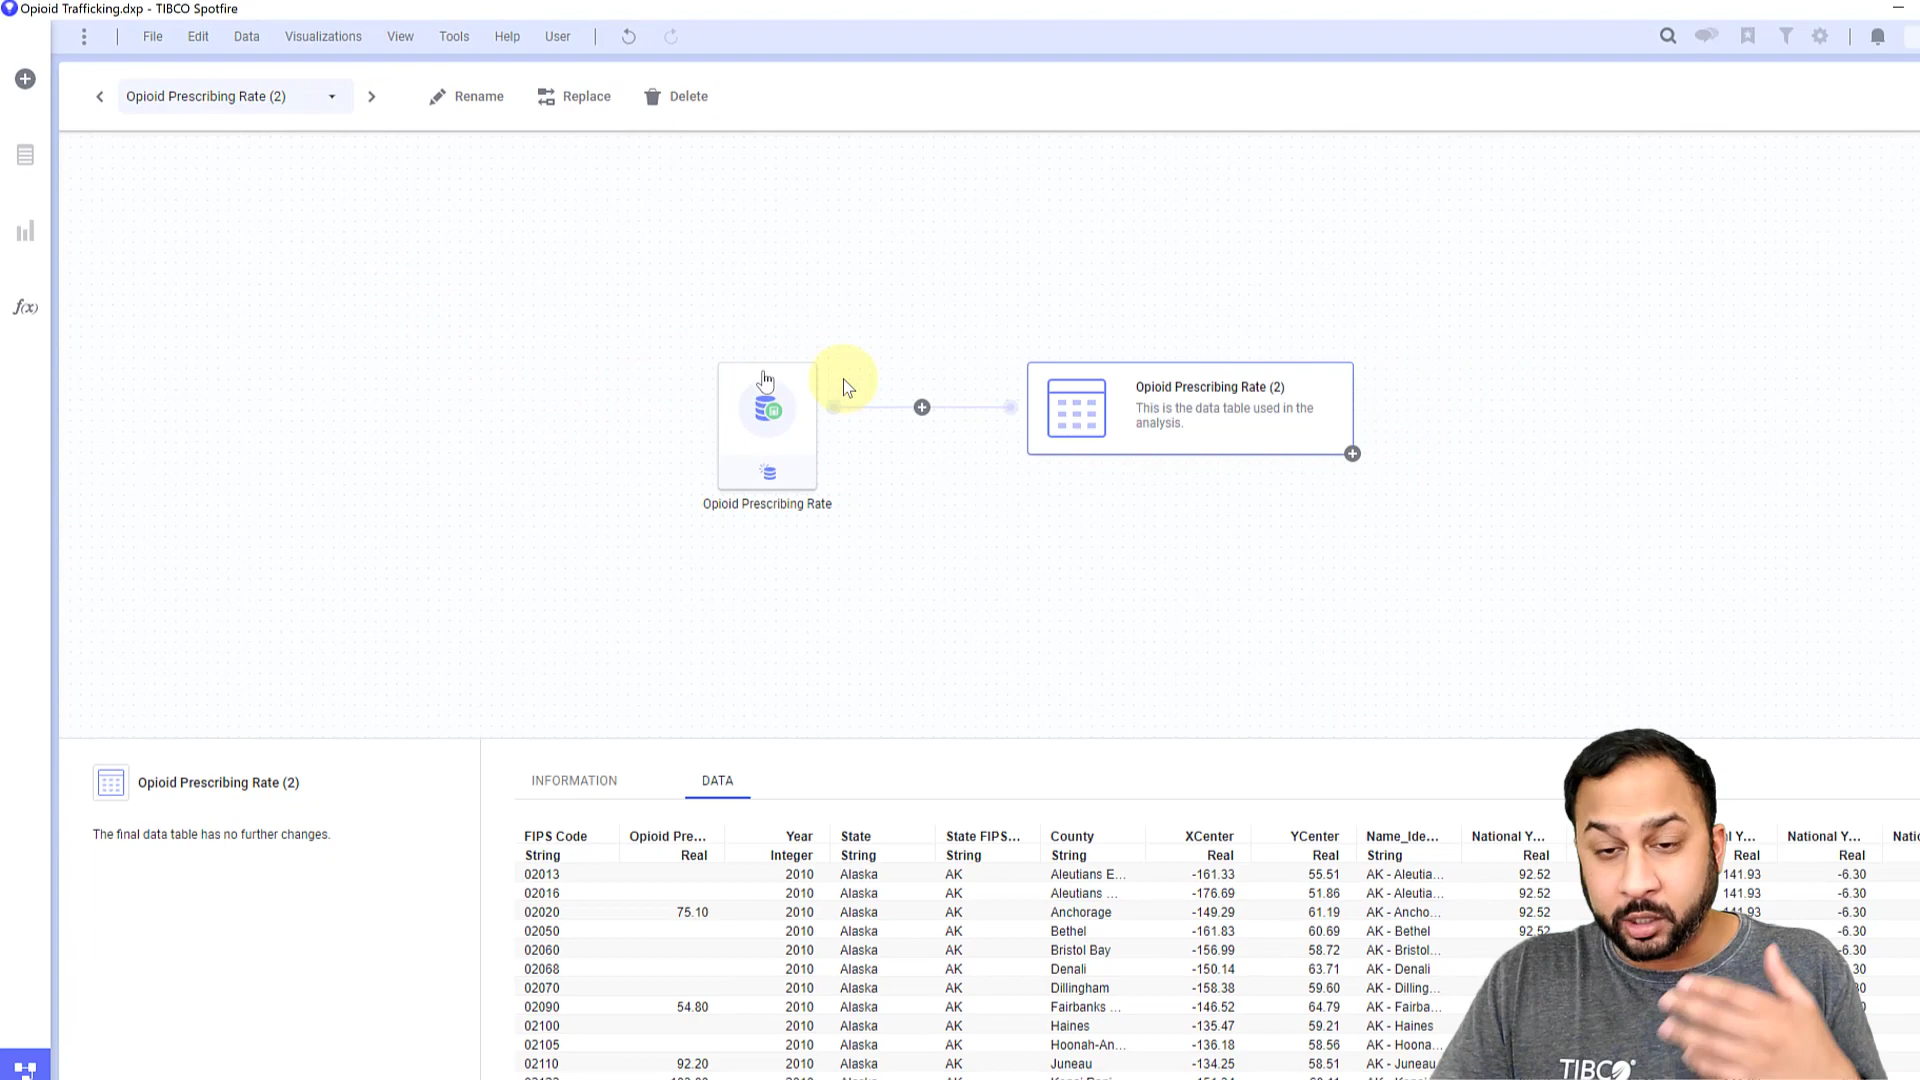 Opioid Trafficking.dxp - TIBCO Spotfire
File Edit Data Visualizations View Tools Help User
Opioid Prescribing Rate (2) Rename Replace Delete
f(x)
Opioid Prescribing Rate (2)
This is the data table used in the
analysis.
Opioid Prescribing Rate
Opioid Prescribing Rate (2)
The final data table has no further changes.
INFORMATION DATA
FIPS Code Opioid Pre... Year State State FIPS... County XCenter YCenter Name_Ide... National Y... National Y...
String Real Integer String String String Real Real String Real Real Real
02013 2010 Alaska AK Aleutians E... -161.33 55.51 AK - Aleutia... 92.52 141.93 -6.30
02016 2010 Alaska AK Aleutians ... -176.69 51.86 AK - Aleutia... 92.52 141.93 -6.30
02020 75.10 2010 Alaska AK Anchorage -149.29 61.19 AK - Ancho... 92.52 141.93 -6.30
02050 2010 Alaska AK Bethel -161.83 60.69 AK - Bethel 92.52 -6.30
02060 2010 Alaska AK Bristol Bay -156.99 58.72 AK - Bristol... -6.30
02068 2010 Alaska AK Denali -150.14 63.71 AK - Denali
02070 2010 Alaska AK Dillingham -158.38 59.60 AK - Dilling...
02090 54.80 2010 Alaska AK Fairbanks ... -146.52 64.79 AK - Fairba...
02100 2010 Alaska AK Haines -135.47 59.21 AK - Haines
02105 2010 Alaska AK Hoonah-An... -136.18 58.56 AK - Hoona...
02110 92.20 2010 Alaska AK Juneau -134.25 58.51 AK - Juneau
TIBCO